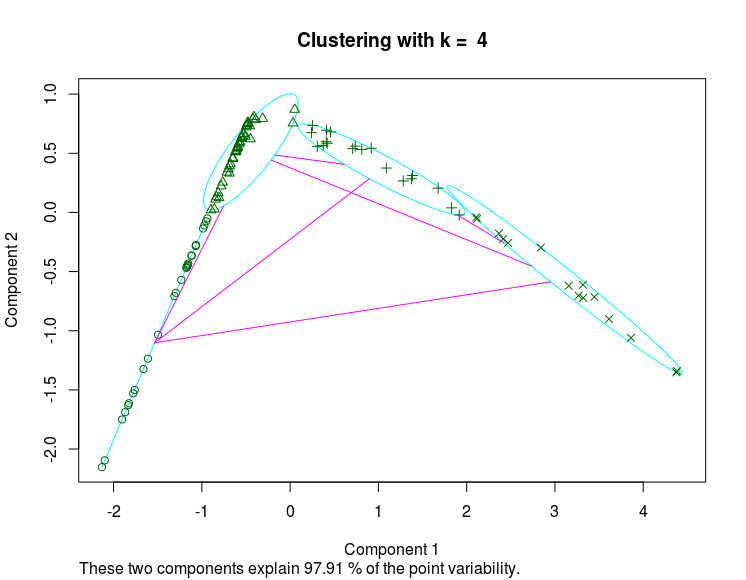 Clustering with k = 4
1.0
0.5
0.0
-0.5
-1.0
-1.5
-2.0
Component 2
-2 -1 0 1 2 3 4
Component 1
These two components explain 97.91 % of the point variability.